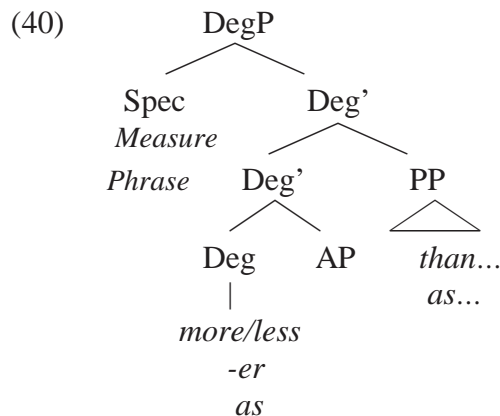 (40) DegP
Spec Deg’
Measure
Phrase Deg’ PP
Deg AP than…
as…
more/less
-er
as